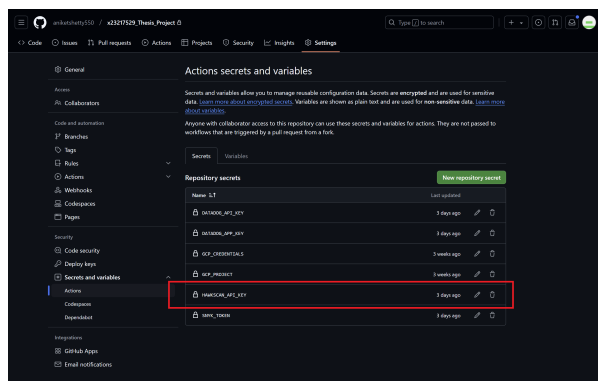 aniketshetty550 / x23217529_Thesis_Project
Type / to search
Code Issues Pull requests Actions Projects Security Insights Settings
General
Access
Collaborators
Code and automation
Branches
Tags
Rules
Actions
Webhooks
Codespaces
Pages
Security
Code security
Deploy keys
Secrets and variables
Actions
Codespaces
Dependabot
Integrations
GitHub Apps
Email notifications
Actions secrets and variables
Secrets and variables allow you to manage reusable configuration data. Secrets are encrypted and are used for sensitive
data. Learn more about encrypted secrets. Variables are shown as plain text and are used for non-sensitive data. Learn more
about variables.
Anyone with collaborator access to this repository can use these secrets and variables for actions. They are not passed to
workflows that are triggered by a pull request from a fork.
Secrets Variables
Repository secrets New repository secret
Name Last updated
DATADOG_API_KEY 3 days ago
DATADOG_APP_KEY 3 days ago
GCP_CREDENTIALS 3 weeks ago
GCP_PROJECT 3 weeks ago
HAWKSCAN_API_KEY 3 days ago
SNYK_TOKEN 3 days ago